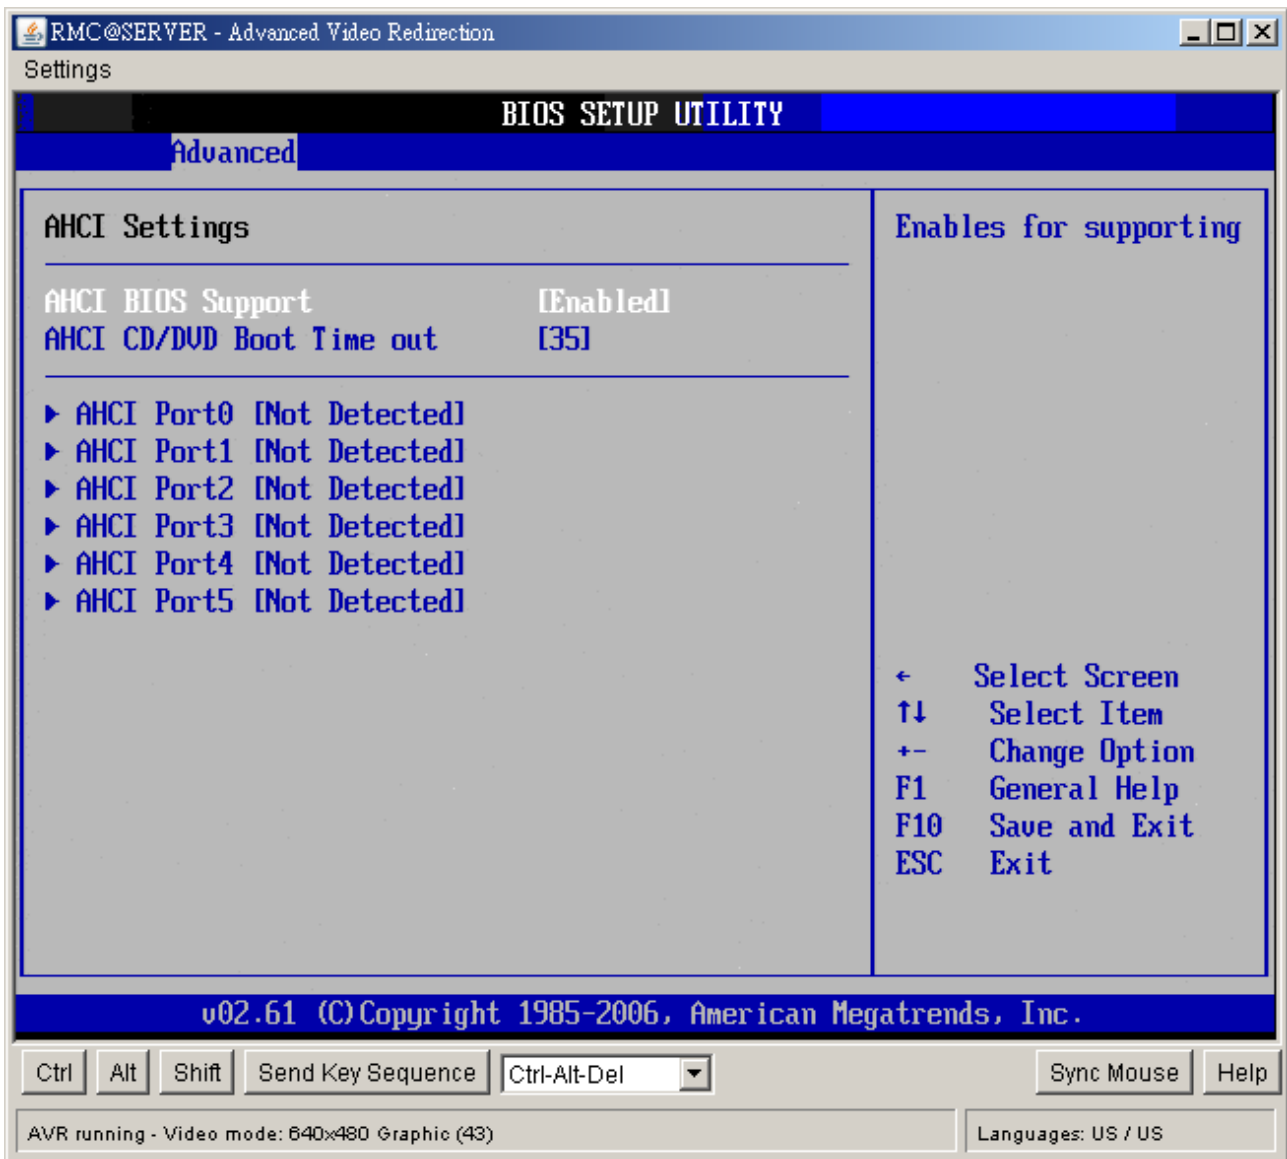 RMC@SERVER - Advanced Video Redirection
Settings
BIOS SETUP UTILITY
Advanced
AHCI Settings
Enables for supporting
AHCI BIOS Support [Enabled]
AHCI CD/DVD Boot Time out [35]
▶ AHCI Port0 [Not Detected]
▶ AHCI Port1 [Not Detected]
▶ AHCI Port2 [Not Detected]
▶ AHCI Port3 [Not Detected]
▶ AHCI Port4 [Not Detected]
▶ AHCI Port5 [Not Detected]
← Select Screen
↑↓ Select Item
+- Change Option
F1 General Help
F10 Save and Exit
ESC Exit
v02.61 (C)Copyright 1985-2006, American Megatrends, Inc.
Ctrl Alt Shift Send Key Sequence Ctrl-Alt-Del Sync Mouse Help
AVR running - Video mode: 640x480 Graphic (43) Languages: US / US